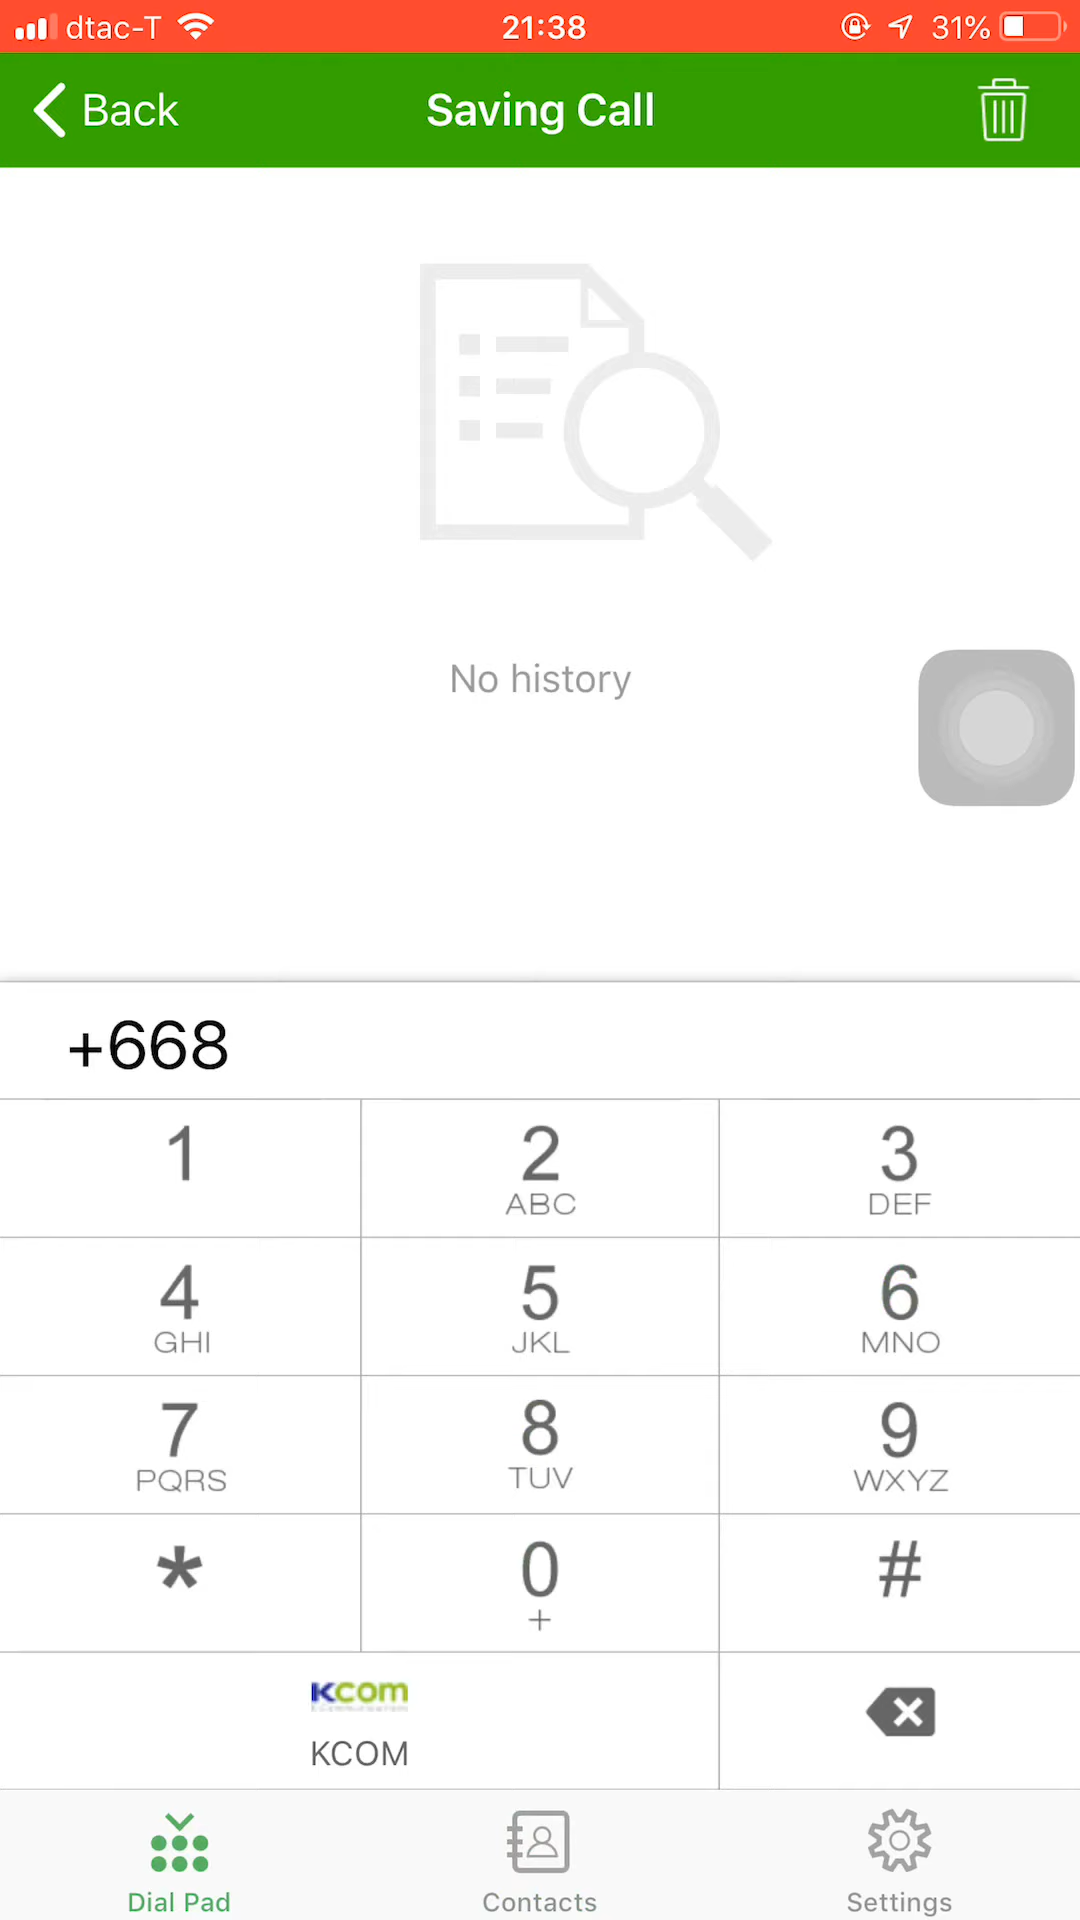 dtac-T 21:38 31%
Back Saving Call
No history
+668
1 2 3
ABC DEF
4 5 6
GHI JKL MNO
7 8 9
PQRS TUV WXYZ
* 0 #
+
Kcom
KCOM
Dial Pad Contacts Settings